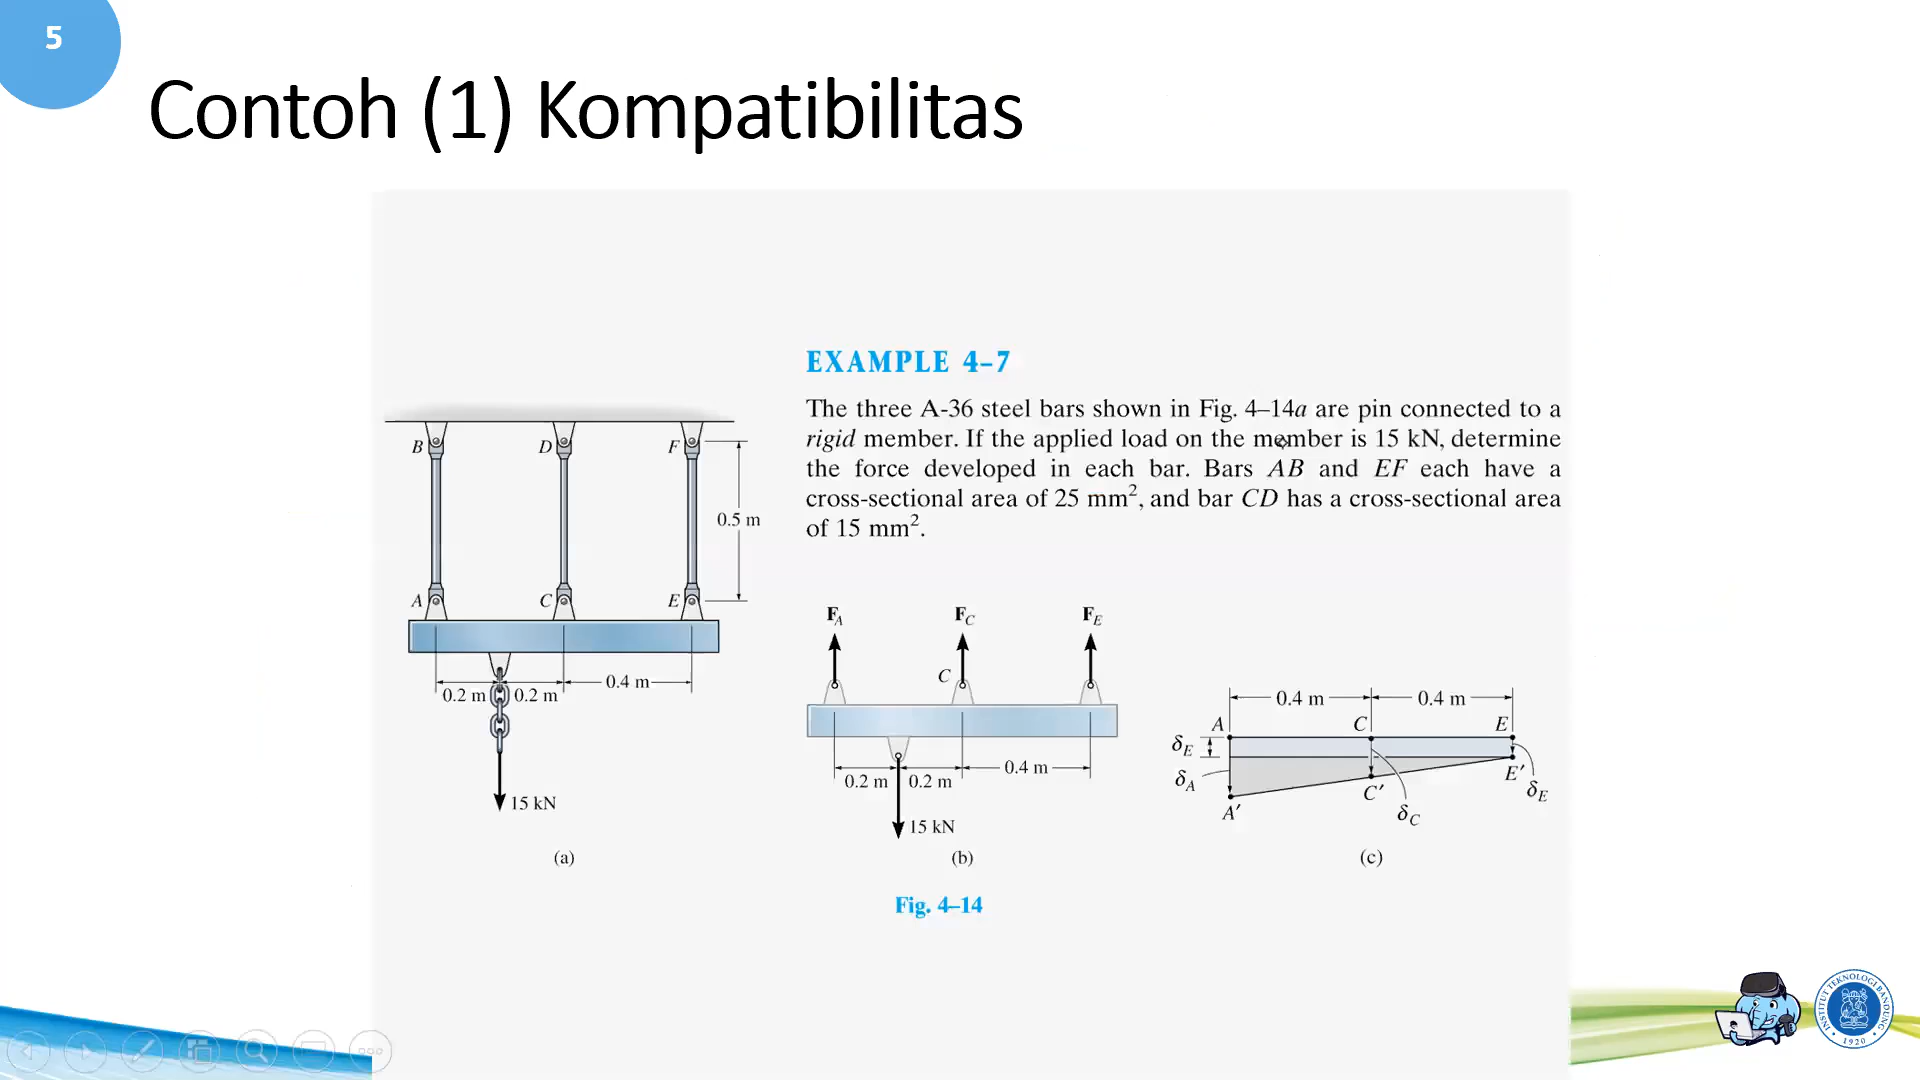 5
Contoh (1) Kompatibilitas
EXAMPLE 4–7
The three A-36 steel bars shown in Fig. 4–14a are pin connected to a
rigid member. If the applied load on the member is 15 kN, determine
the force developed in each bar. Bars AB and EF each have a
cross-sectional area of 25 mm², and bar CD has a cross-sectional area
of 15 mm².
B D F
0.5 m
A C E
0.2 m 0.2 m 0.4 m
15 kN
(a)
F_A F_C F_E
C
0.2 m 0.2 m 0.4 m
15 kN
(b)
0.4 m 0.4 m
A C E
δ_E
δ_A
A′ C′ E′
δ_C
δ_E
(c)
Fig. 4–14
INSTITUT TEKNOLOGI BANDUNG
1920